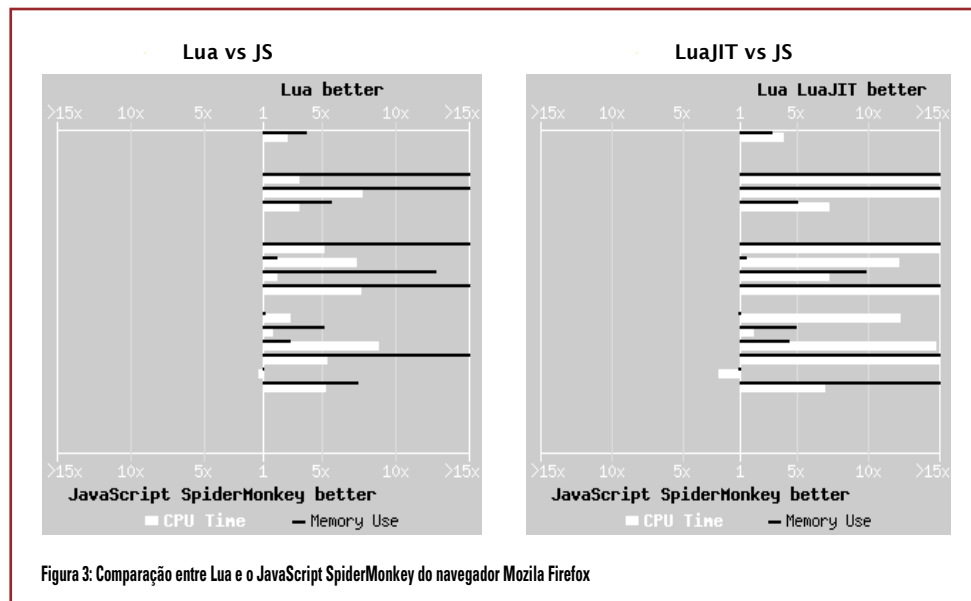 Lua vs JS
Lua better
>15x 10x 5x 1 5x 10x >15x
>15x 10x 5x 1 5x 10x >15x
JavaScript SpiderMonkey better
CPU Time Memory Use
LuaJIT vs JS
Lua LuaJIT better
>15x 10x 5x 1 5x 10x >15x
>15x 10x 5x 1 5x 10x >15x
JavaScript SpiderMonkey better
CPU Time Memory Use
Figura 3: Comparação entre Lua e o JavaScript SpiderMonkey do navegador Mozila Firefox